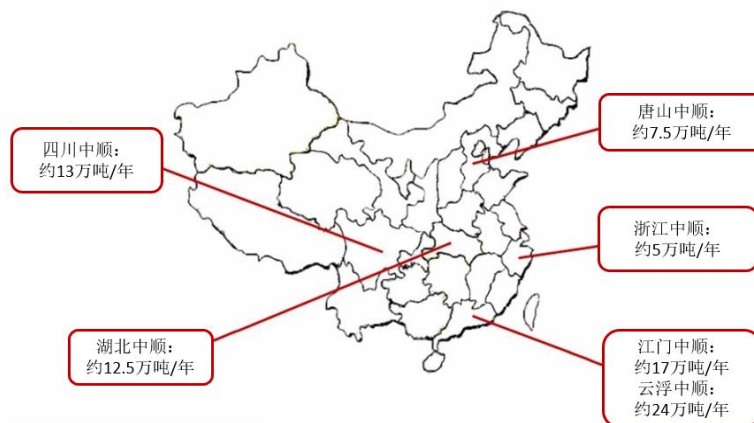 唐山中顺：
约7.5万吨/年
四川中顺：
约13万吨/年
浙江中顺：
约5万吨/年
湖北中顺：
约12.5万吨/年
江门中顺：
约17万吨/年
云浮中顺：
约24万吨/年